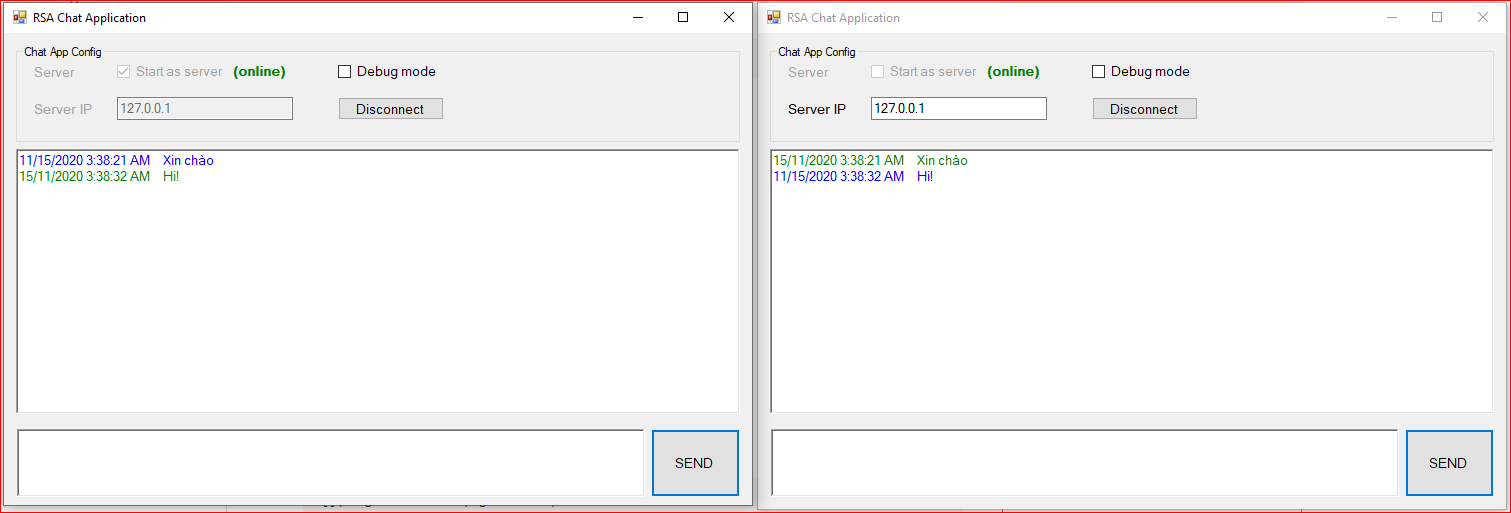 RSA Chat Application
Chat App Config
Server Start as server (online) Debug mode
Server IP 127.0.0.1 Disconnect
11/15/2020 3:38:21 AM Xin chào
15/11/2020 3:38:32 AM Hi!
SEND
RSA Chat Application
Chat App Config
Server Start as server (online) Debug mode
Server IP 127.0.0.1 Disconnect
15/11/2020 3:38:21 AM Xin chào
11/15/2020 3:38:32 AM Hi!
SEND